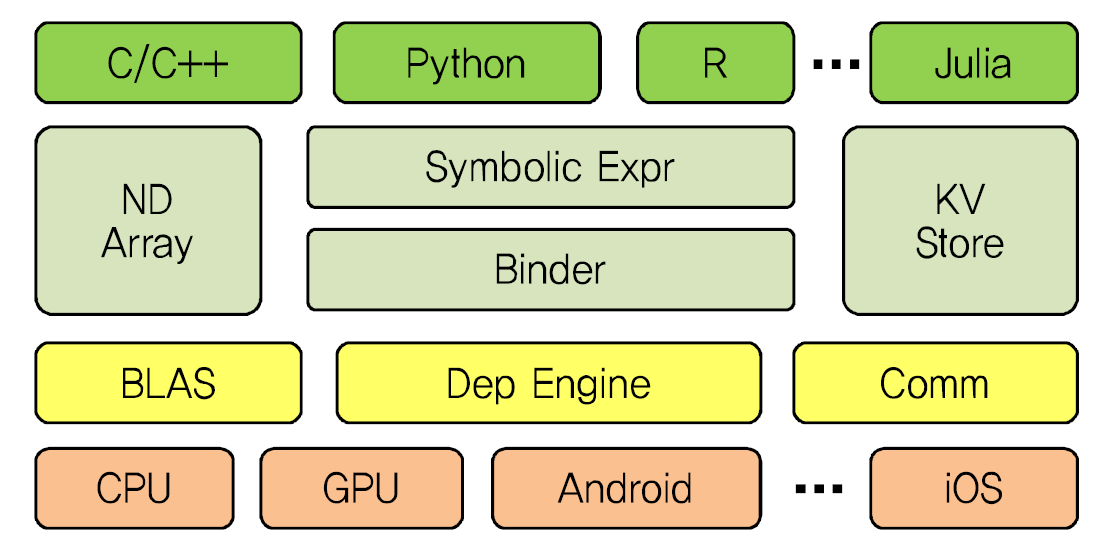 C/C++
Python
R
...
Julia
ND
Array
Symbolic Expr
Binder
KV
Store
BLAS
Dep Engine
Comm
CPU
GPU
Android
...
iOS